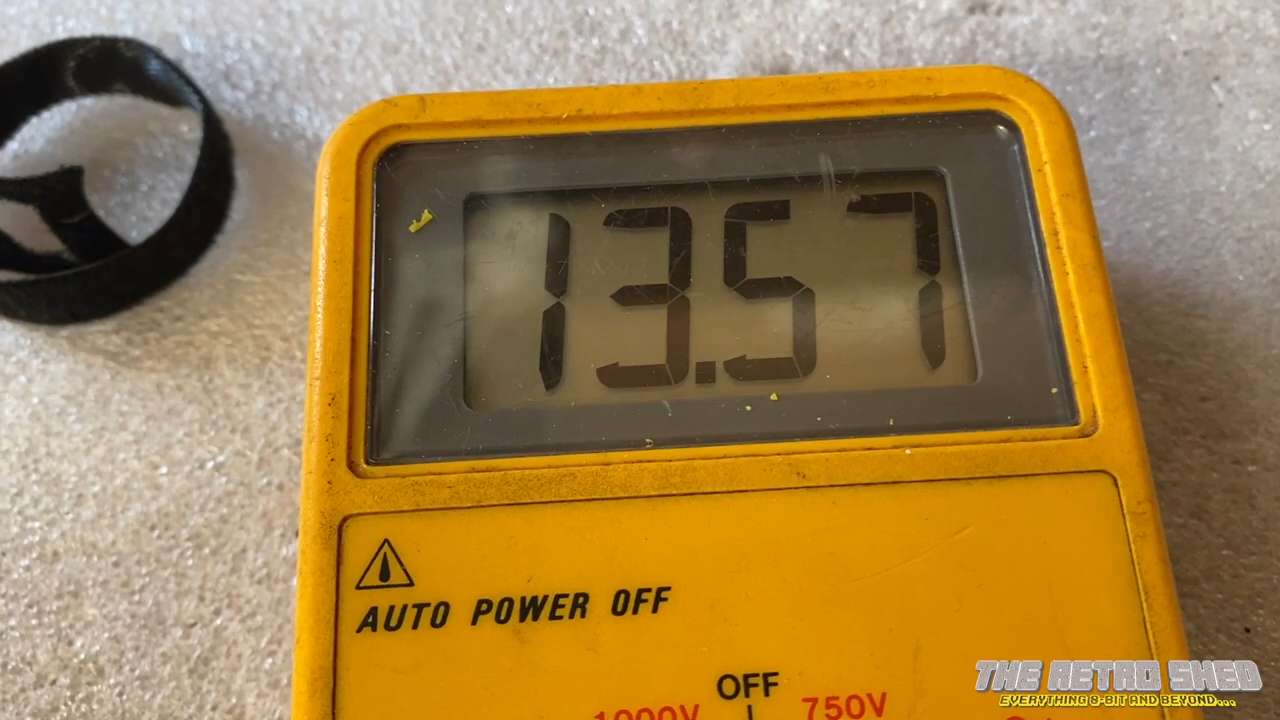 13.57
AUTO POWER OFF
OFF
1000V
750V
THE RETRO SHED
EVERYTHING 8-BIT AND BEYOND...